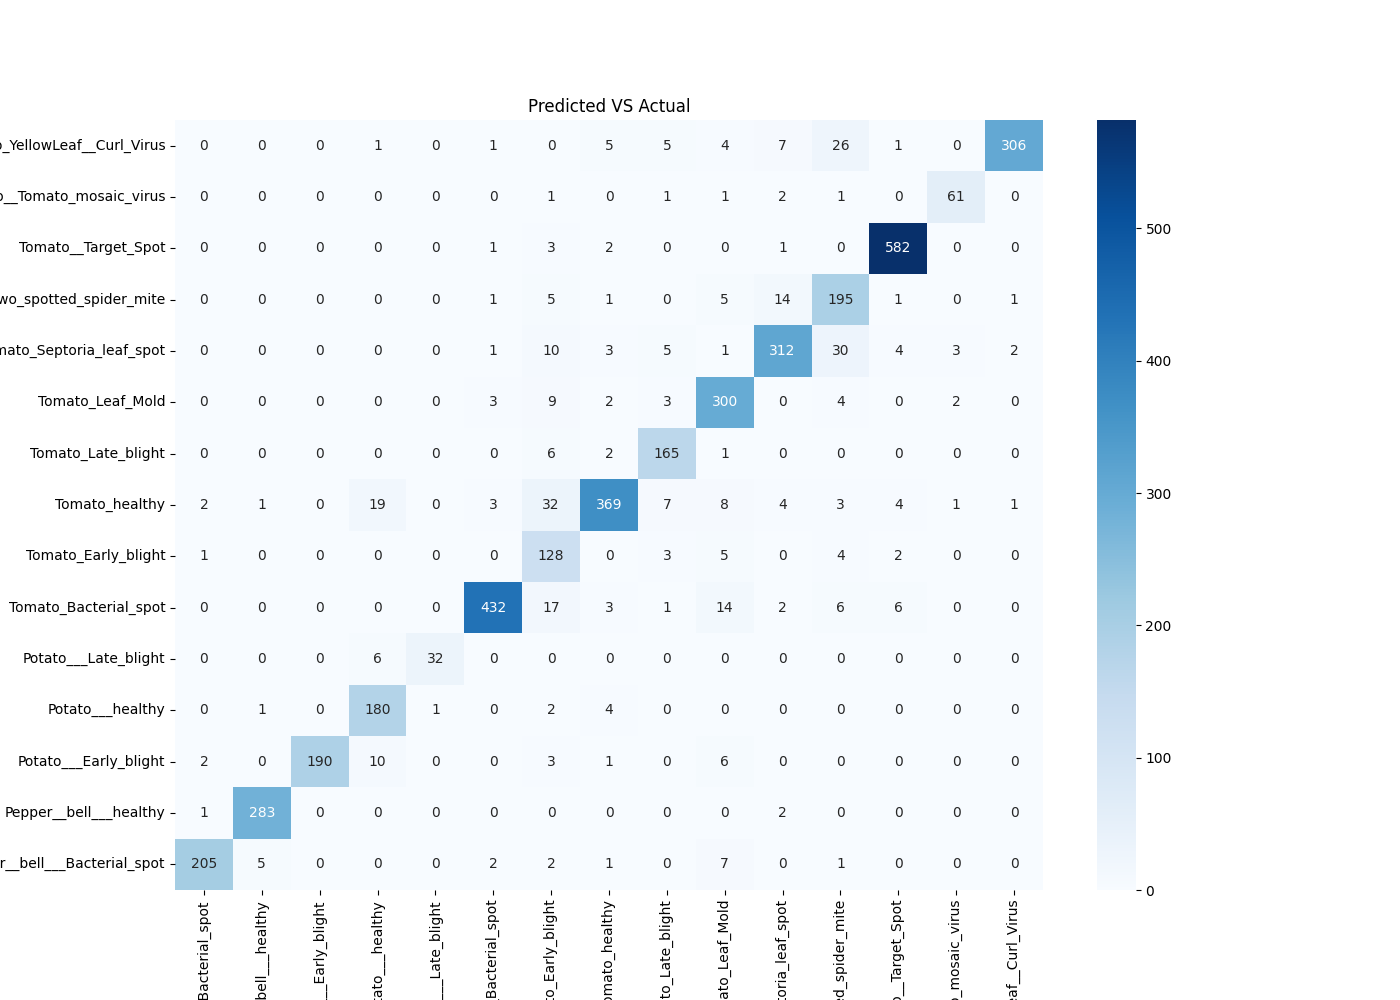 Predicted VS Actual
o_YellowLeaf__Curl_Virus 0 0 0 1 0 1 0 5 5 4 7 26 1 0 306
o__Tomato_mosaic_virus 0 0 0 0 0 0 1 0 1 1 2 1 0 61 0
Tomato__Target_Spot 0 0 0 0 0 1 3 2 0 0 1 0 582 0 0
wo_spotted_spider_mite 0 0 0 0 0 1 5 1 0 5 14 195 1 0 1
mato_Septoria_leaf_spot 0 0 0 0 0 1 10 3 5 1 312 30 4 3 2
Tomato_Leaf_Mold 0 0 0 0 0 3 9 2 3 300 0 4 0 2 0
Tomato_Late_blight 0 0 0 0 0 0 6 2 165 1 0 0 0 0 0
Tomato_healthy 2 1 0 19 0 3 32 369 7 8 4 3 4 1 1
Tomato_Early_blight 1 0 0 0 0 0 128 0 3 5 0 4 2 0 0
Tomato_Bacterial_spot 0 0 0 0 0 432 17 3 1 14 2 6 6 0 0
Potato___Late_blight 0 0 0 6 32 0 0 0 0 0 0 0 0 0 0
Potato___healthy 0 1 0 180 1 0 2 4 0 0 0 0 0 0 0
Potato___Early_blight 2 0 190 10 0 0 3 1 0 6 0 0 0 0 0
Pepper__bell___healthy 1 283 0 0 0 0 0 0 0 0 2 0 0 0 0
r__bell___Bacterial_spot 205 5 0 0 0 2 2 1 0 7 0 1 0 0 0
Bacterial_spot
bell___healthy
__Early_blight
tato___healthy
___Late_blight
_Bacterial_spot
to_Early_blight
omato_healthy
ato_Late_blight
ato_Leaf_Mold
toria_leaf_spot
ed_spider_mite
o__Target_Spot
o_mosaic_virus
eaf__Curl_Virus
500
400
300
200
100
0